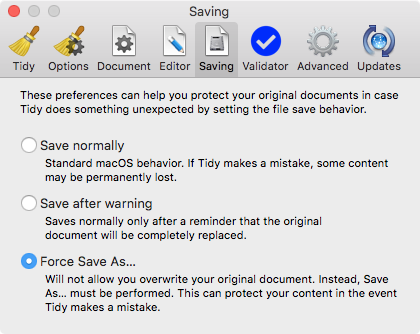 Saving
Tidy Options Document Editor Saving Validator Advanced Updates
These preferences can help you protect your original documents in case
Tidy does something unexpected by setting the file save behavior.
Save normally
Standard macOS behavior. If Tidy makes a mistake, some content
may be permanently lost.
Save after warning
Saves normally only after a reminder that the original
document will be completely replaced.
Force Save As...
Will not allow you overwrite your original document. Instead, Save
As... must be performed. This can protect your content in the event
Tidy makes a mistake.